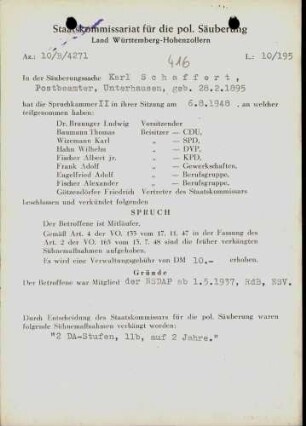 Staatskommissariat für die pol. Säuberung
Land Württemberg-Hohenzollern
Az.: 10/B/4271
L.: 10/195
416
In der Säuberungssache Karl Schaffert,
Postbeamter, Unterhausen, geb. 28.2.1895
hat die Spruchkammer II in ihrer Sitzung am 6.8.1948, an welcher
teilgenommen haben:
Dr. Brauger Ludwig Vorsitzender
Baumann Thomas Beisitzer — CDU,
Wizemann Karl „ — SPD,
Hahn Wilhelm „ — DVP,
Fischer Albert jr. „ — KPD,
Frank Adolf „ — Gewerkschaften,
Engelfried Adolf „ — Berufsgruppe,
Fischer Alexander „ — Berufsgruppe,
Götzendörfer Friedrich Vertreter des Staatskommissars
beschlossen und verkündet folgenden
SPRUCH
Der Betroffene ist Mitläufer.
Gemäß Art. 4 der VO. 133 vom 17. 11. 47 in der Fassung des
Art. 2 der VO. 165 vom 13. 7. 48 sind die früher verhängten
Sühnemaßnahmen aufgehoben.
Es wird eine Verwaltungsgebühr von DM 10.- erhoben.
Gründe
Der Betroffene war Mitglied der NSDAP ab 1.5.1937, RdB, NSV.
Durch Entscheidung des Staatskommissars für die pol. Säuberung waren
folgende Sühnemaßnahmen verhängt worden:
"2 DA-Stufen, 11b, auf 2 Jahre."